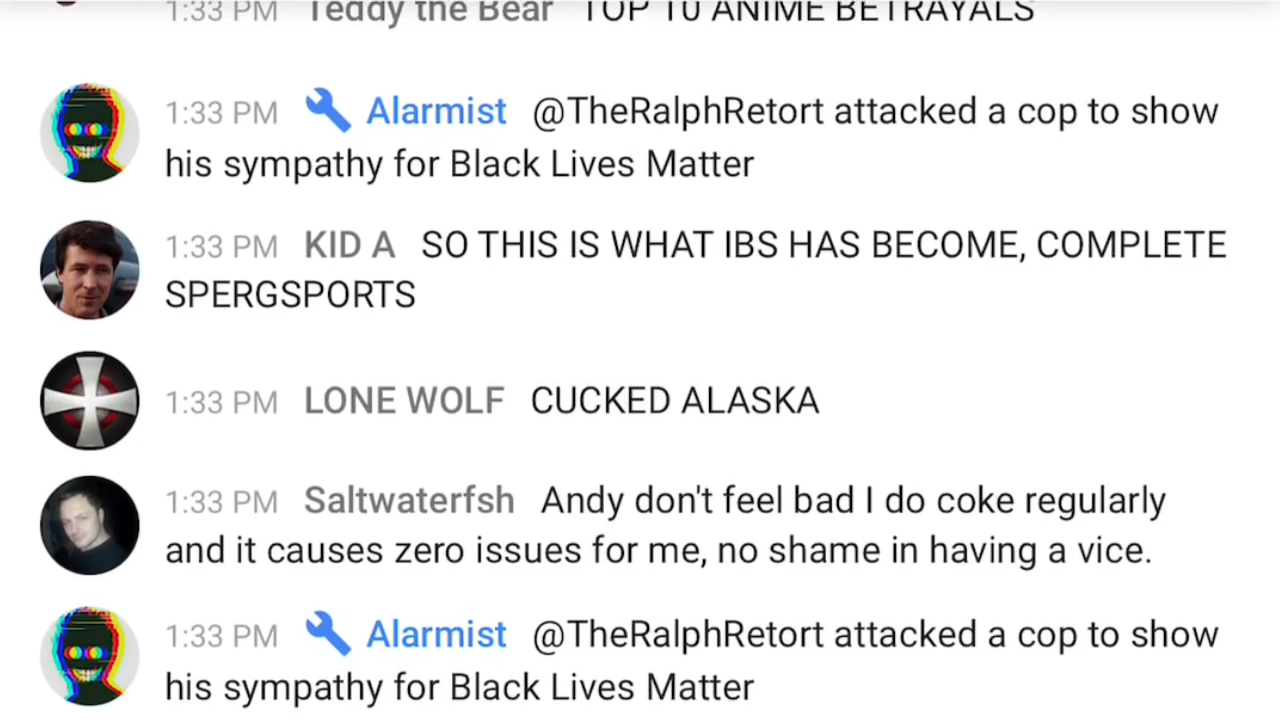 1:33 PM Teddy the Bear TOP 10 ANIME BETRAYALS
1:33 PM Alarmist @TheRalphRetort attacked a cop to show
his sympathy for Black Lives Matter
1:33 PM KID A SO THIS IS WHAT IBS HAS BECOME, COMPLETE
SPERGSPORTS
1:33 PM LONE WOLF CUCKED ALASKA
1:33 PM Saltwaterfsh Andy don't feel bad I do coke regularly
and it causes zero issues for me, no shame in having a vice.
1:33 PM Alarmist @TheRalphRetort attacked a cop to show
his sympathy for Black Lives Matter